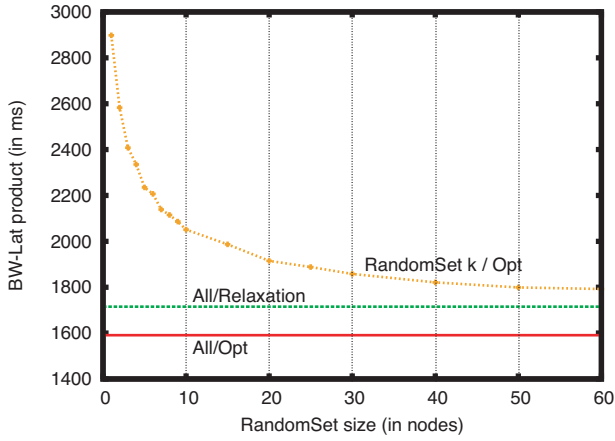 3000
2800
2600
2400
2200
2000
1800
1600
1400
BW-Lat product (in ms)
RandomSet k / Opt
All/Relaxation
All/Opt
0 10 20 30 40 50 60
RandomSet size (in nodes)